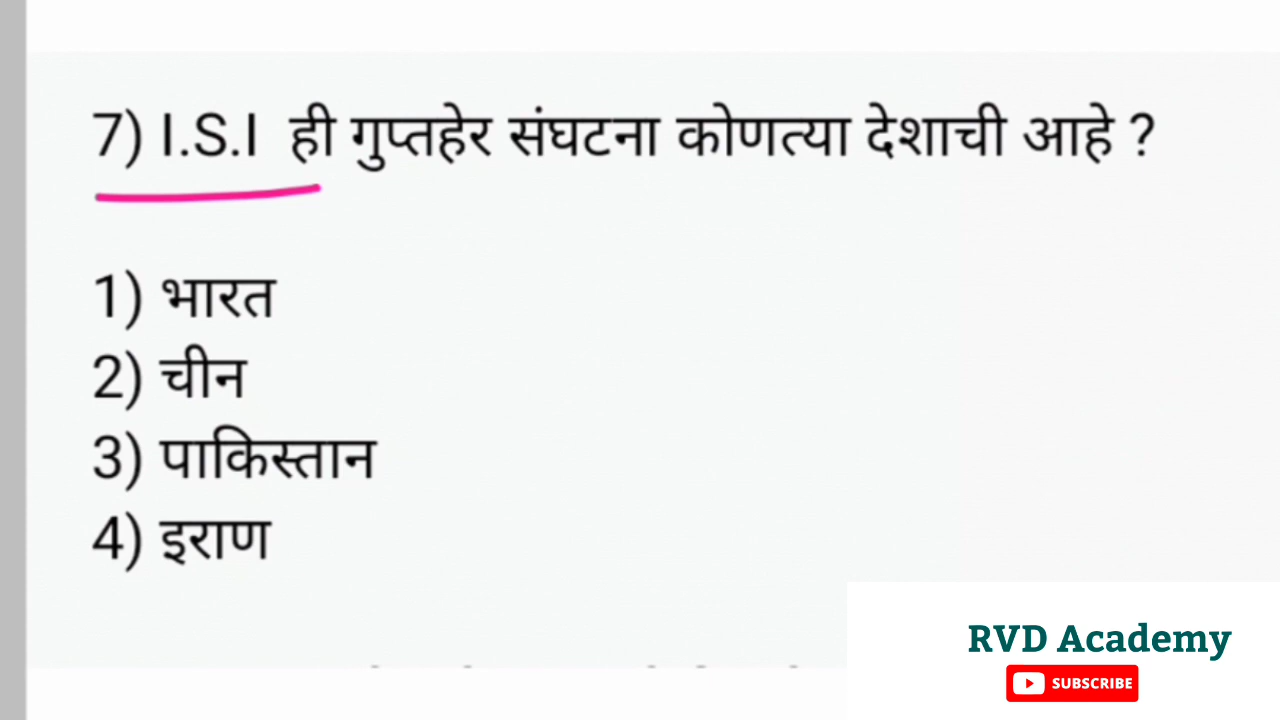 7) I.S.I ही गुप्तहेर संघटना कोणत्या देशाची आहे ?
1) भारत
2) चीन
3) पाकिस्तान
4) इराण
RVD Academy
SUBSCRIBE